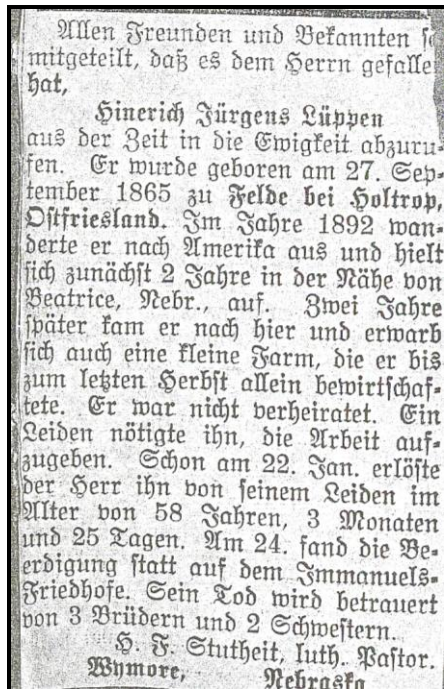 Allen Freunden und Bekannten se
mitgeteilt, daß es dem Herrn gefalle
hat,
Hinerich Jürgens Lüppen
aus der Zeit in die Ewigkeit abzuru-
fen. Er wurde geboren am 27. Sep-
tember 1865 zu Felde bei Holtrop,
Ostfriesland. Im Jahre 1892 wan-
derte er nach Amerika aus und hielt
sich zunächst 2 Jahre in der Nähe von
Beatrice, Nebr., auf. Zwei Jahre
später kam er nach hier und erwarb
sich auch eine kleine Farm, die er bis
zum letzten Herbst allein bewirtschaf-
tete. Er war nicht verheiratet. Ein
Leiden nötigte ihn, die Arbeit auf-
zugeben. Schon am 22. Jan. erlöste
der Herr ihn von seinem Leiden im
Alter von 58 Jahren, 3 Monaten
und 25 Tagen. Am 24. fand die Be-
erdigung statt auf dem Immanuels-
Friedhofe. Sein Tod wird betrauert
von 3 Brüdern und 2 Schwestern.
H. F. Stutheit, luth. Pastor.
Wymore, Nebraska